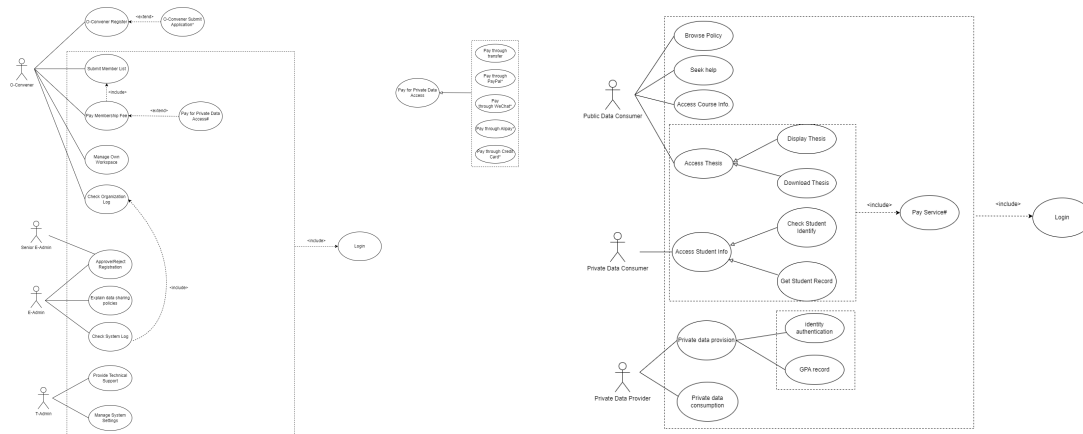 O-Convener Register
<extend>
O-Convener Submit
Application*
O-Convener
Submit Member List
<include>
Pay Membership Fee
<extend>
Pay for Private Data
Access#
Manage Own
Workspace
Check Organization
Log
Senior E-Admin
Approve/Reject
Registration
E-Admin
Explain data sharing
policies
Check System Log
<include>
<include>
Login
T-Admin
Provide Technical
Support
Manage System
Settings
Pay for Private Data
Access
Pay through
transfer
Pay through
PayPal*
Pay
through WeChat*
Pay through Alipay*
Pay through Credit
Card*
Public Data Consumer
Browse Policy
Seek help
Access Course Info
Access Thesis
Display Thesis
Download Thesis
Private Data Consumer
Access Student Info
Check Student
Identify
Get Student Record
<include>
Pay Service#
<include>
Login
Private Data Provider
Private data provision
Identity
authentication
GPA record
Private data
consumption